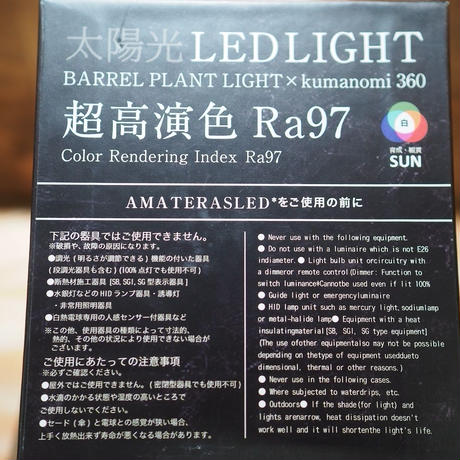 太陽光 LED LIGHT
BARREL PLANT LIGHT×kumanomi 360
超高演色 Ra97
Color Rendering Index Ra97
白
育成・観賞
SUN
AMATERASLED*をご使用の前に
下記の器具ではご使用できません。
※破損や、故障の原因になります。
●調光(明るさが調節できる)機能の付いた器具
(段調光器具も含む)(100%点灯でも使用不可)
●断熱材施工器具[SB, SGI, SG型表示器具]
●水銀灯などのHIDランプ器具・誘導灯
・非常用照明器具
●白熱電球専用の人感センサー付器具など
※この他、使用器具の種類によって寸法的、
熱的、その他の状況により使用できない場合が
ございます。
ご使用にあたっての注意事項
※必ずご確認ください。
●屋外ではご使用できません。(密閉型器具でも使用不可)
●水滴のかかる状態や湿度の高いところで
ご使用しないでください。
●セード(傘)と電球との感覚が狭い場合、
上手く放熱出来ず寿命が悪くなる場合があります。
● Never use with the following equipment.
● Do not use with a luminaire which is not E26
indiameter. ● Light bulb unit orcircuitry with
a dimmeror remote control (Dimmer: Function to
switch luminance*Cannotbe used even if lit 100%
● Guide light or emergencyluminaire
● HID lamp unit such as mercury light, sodiumlamp
or metal-halide lamp● Equipment with a heat
insulatingmaterial[SB, SGI, SG type equipment]
(The use ofother equipmentalso may not be possible
depending on thetype of equipment useddueto
dimensional, thermal or other reasons.)
● Never use in the following cases.
● Where subjected to waterdrips, etc.
● Outdoors● If the shade(for light) and
lights arenarrow, heat dissipation doesn't
work well and it will shortenthe light's life.